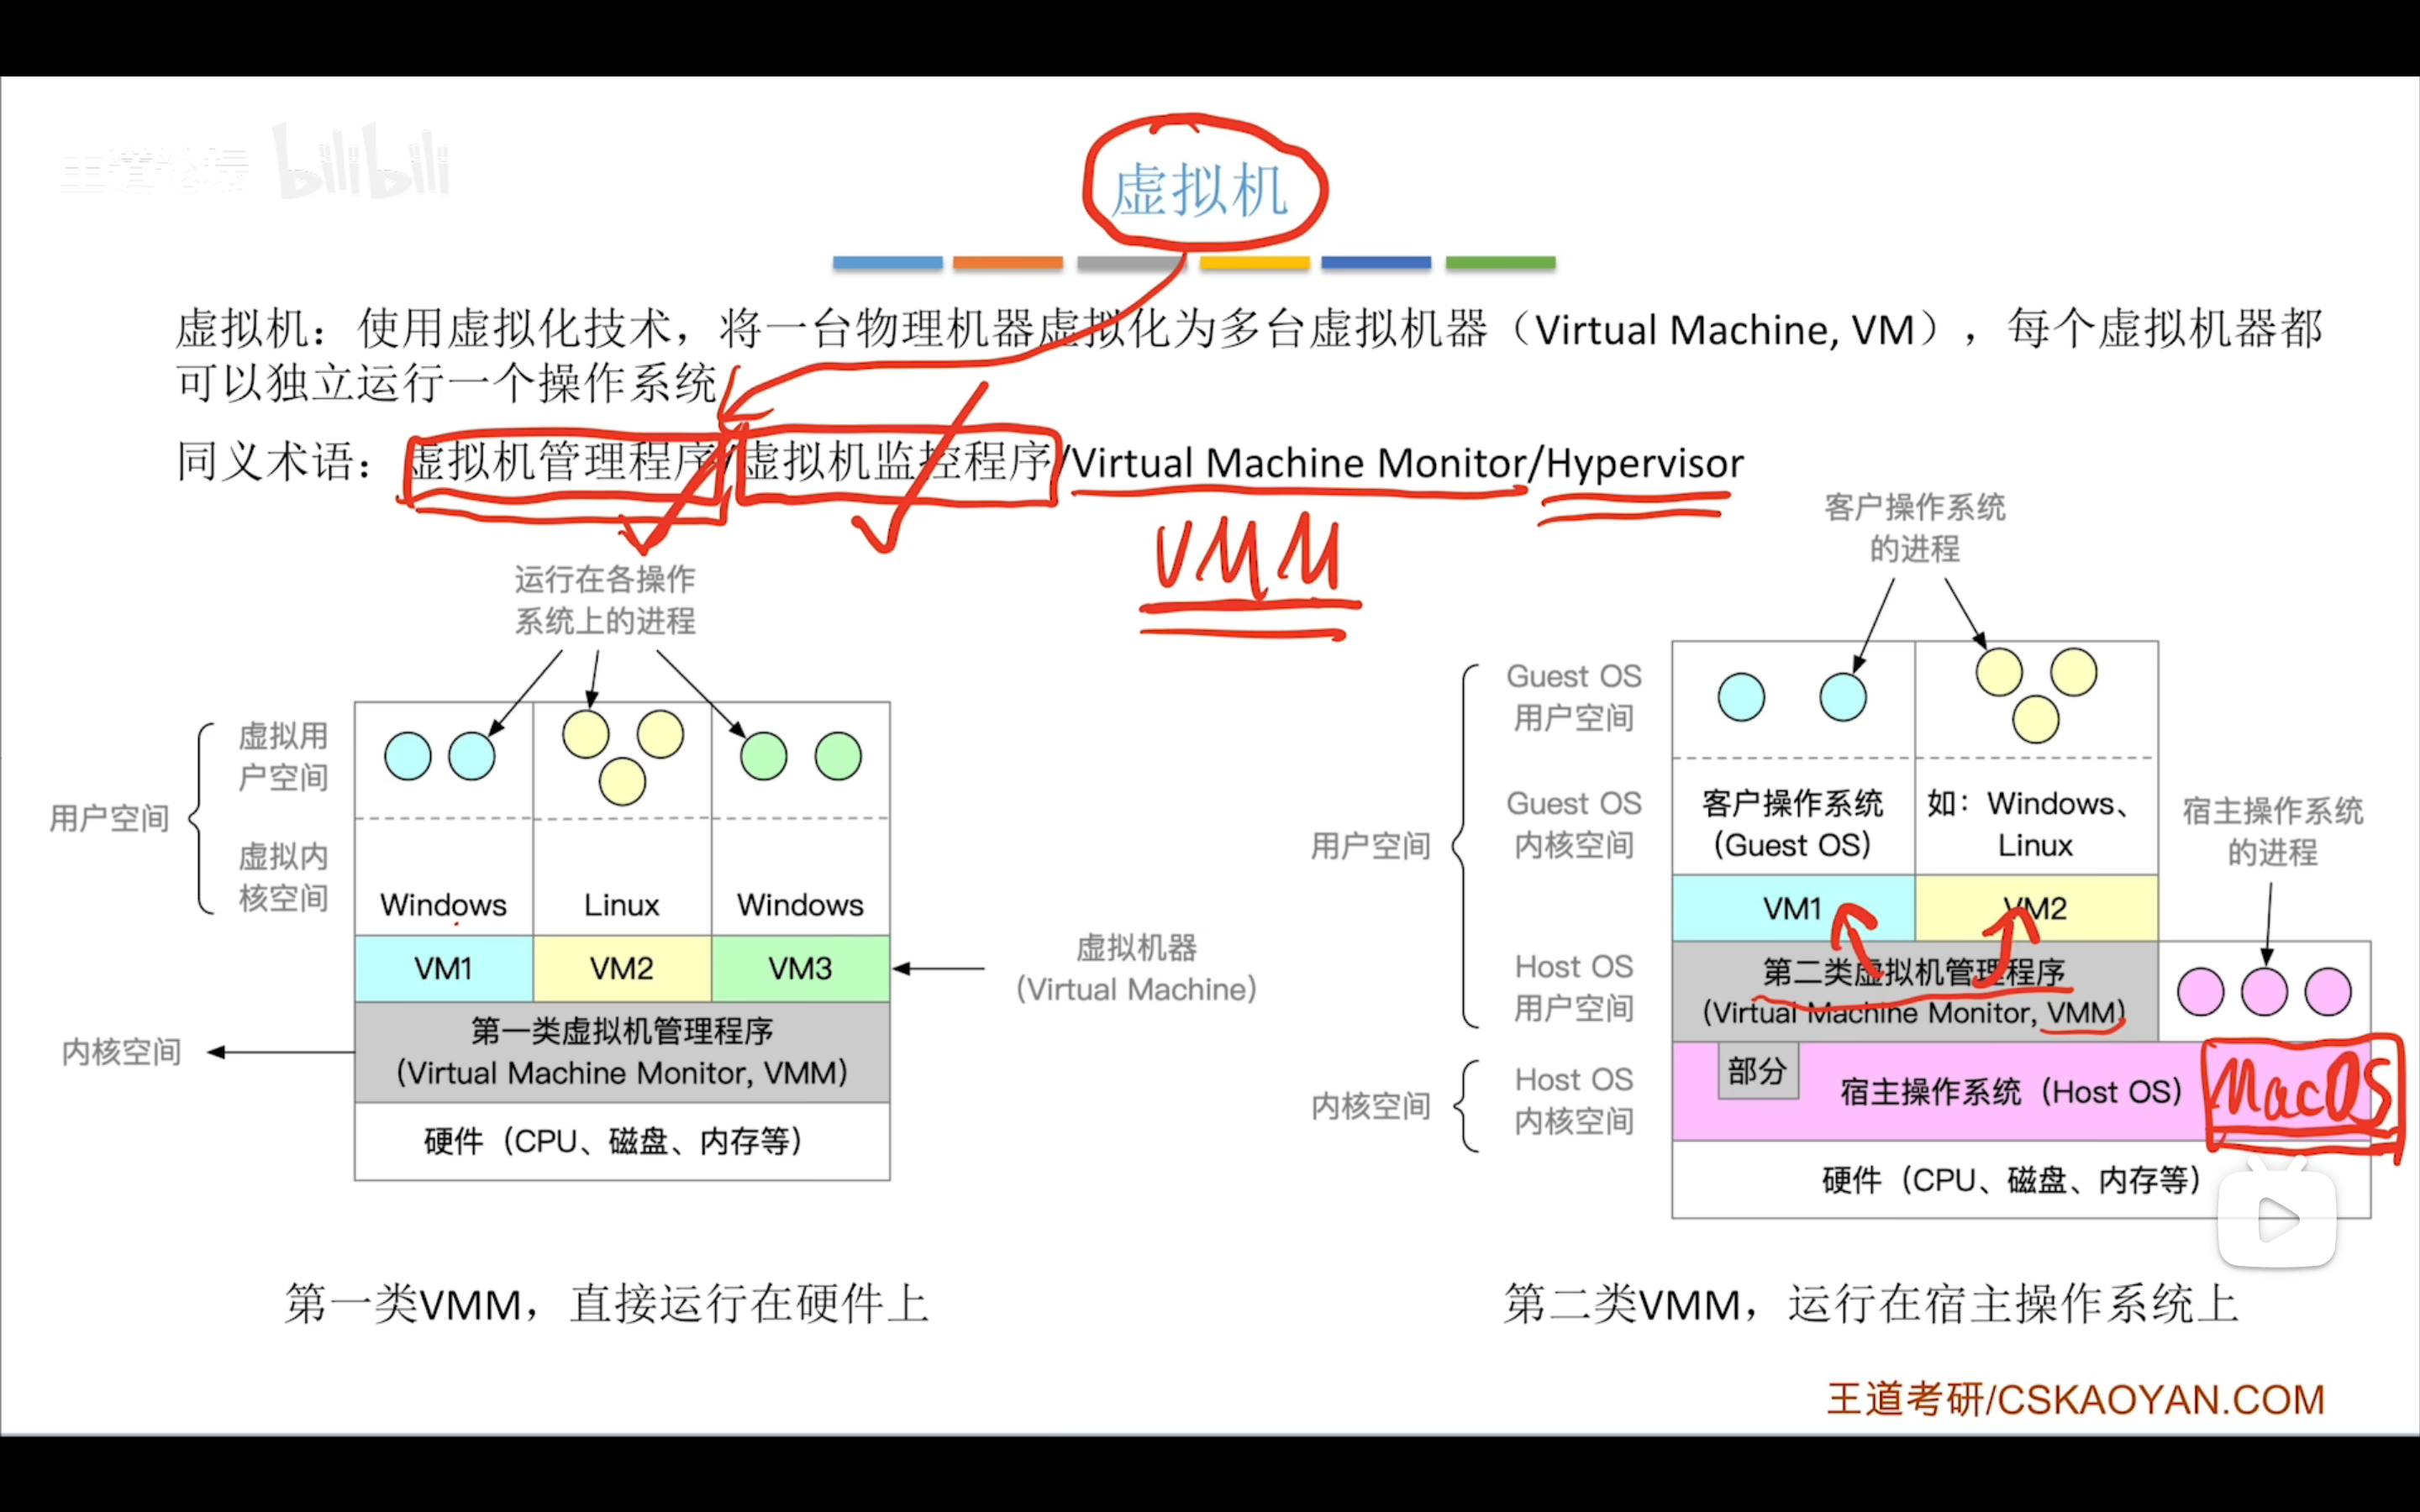 王道论坛 bilibili
虚拟机
虚拟机：使用虚拟化技术，将一台物理机器虚拟化为多台虚拟机器（Virtual Machine, VM），每个虚拟机器都
可以独立运行一个操作系统
同义术语：虚拟机管理程序/虚拟机监控程序/Virtual Machine Monitor/Hypervisor
VMM
运行在各操作
系统上的进程
用户空间
虚拟用
户空间
虚拟内
核空间
Windows
Linux
Windows
VM1
VM2
VM3
虚拟机器
(Virtual Machine)
内核空间
第一类虚拟机管理程序
(Virtual Machine Monitor, VMM)
硬件（CPU、磁盘、内存等）
第一类VMM，直接运行在硬件上
客户操作系统
的进程
用户空间
Guest OS
用户空间
Guest OS
内核空间
客户操作系统
(Guest OS)
如：Windows、
Linux
宿主操作系统
的进程
VM1
VM2
Host OS
用户空间
第二类虚拟机管理程序
(Virtual Machine Monitor, VMM)
内核空间
Host OS
内核空间
部分
宿主操作系统（Host OS）
MacOS
硬件（CPU、磁盘、内存等）
第二类VMM，运行在宿主操作系统上
王道考研/CSKAOYAN.COM